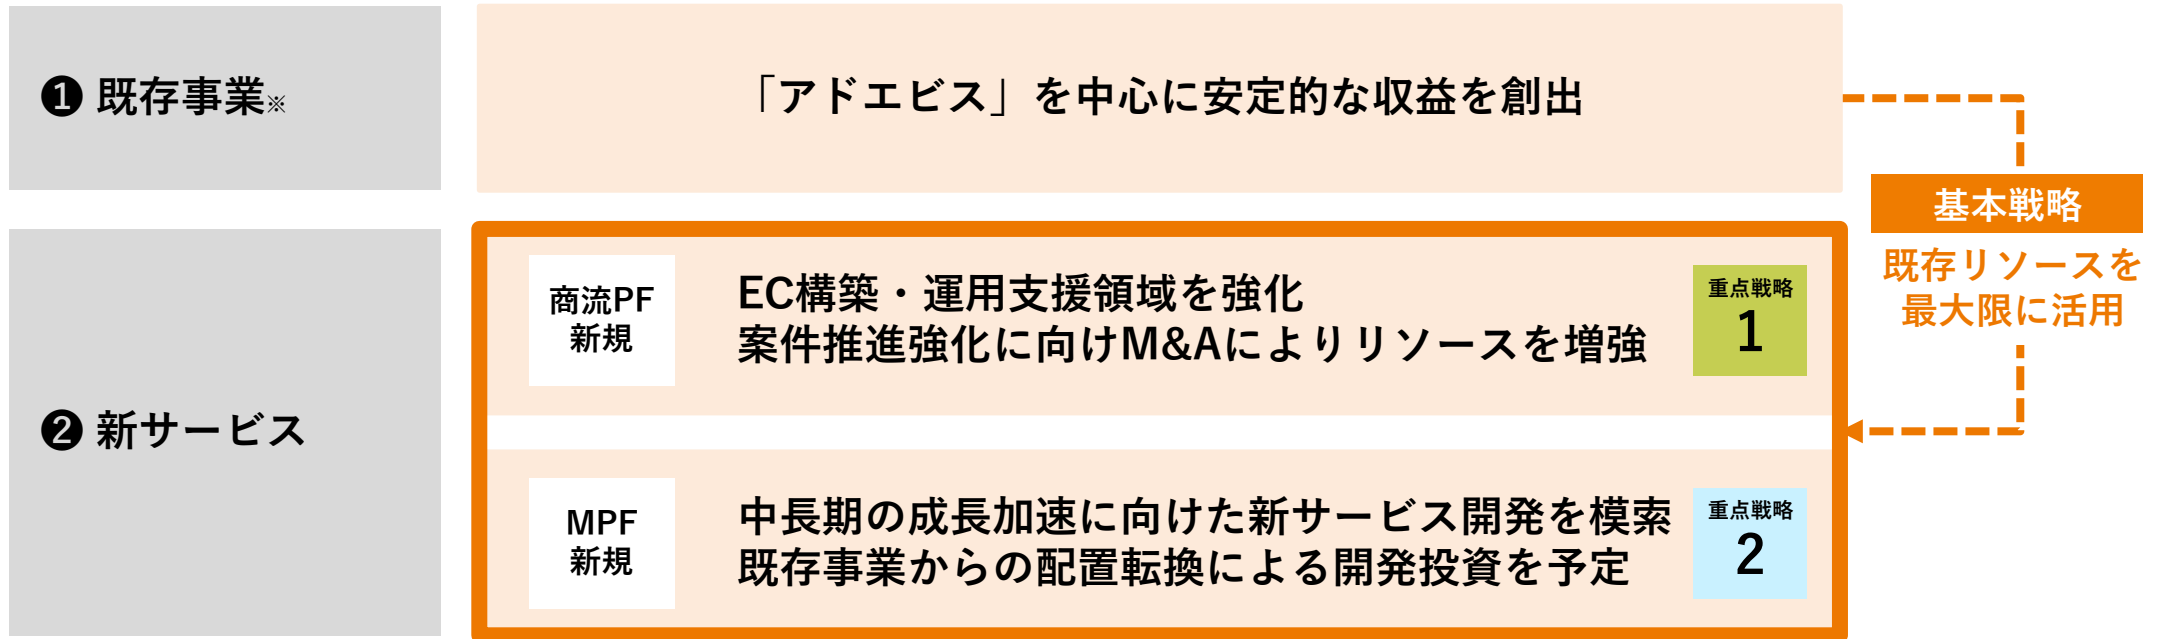 ❶ 既存事業※
「アドエビス」を中心に安定的な収益を創出
基本戦略
既存リソースを
最大限に活用
❷ 新サービス
商流PF
新規
EC構築・運用支援領域を強化
案件推進強化に向けM&Aによりリソースを増強
重点戦略
1
MPF
新規
中長期の成長加速に向けた新サービス開発を模索
既存事業からの配置転換による開発投資を予定
重点戦略
2